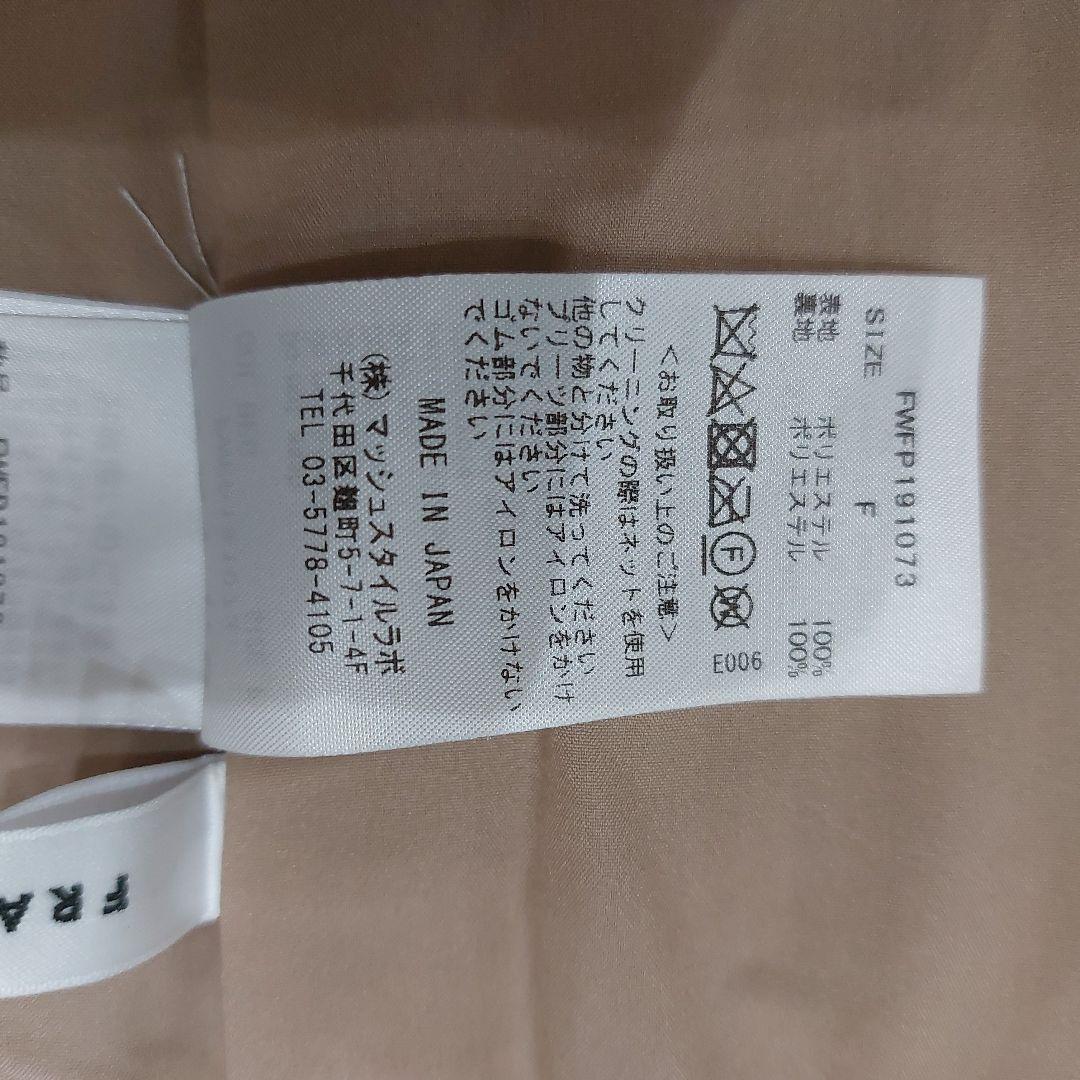 FWFP191073
SIZE F
表地 ポリエステル 100%
裏地 ポリエステル 100%
E006
<お取り扱い上のご注意>
クリーニングの際はネットを使用
してください
他の物と分けて洗ってください
プリーツ部分にはアイロンをかけ
ないでください
ゴム部分にはアイロンをかけない
でください
MADE IN JAPAN
(株)マッシュスタイルラボ
千代田区麹町5-7-1-4F
TEL 03-5778-4105
FRA